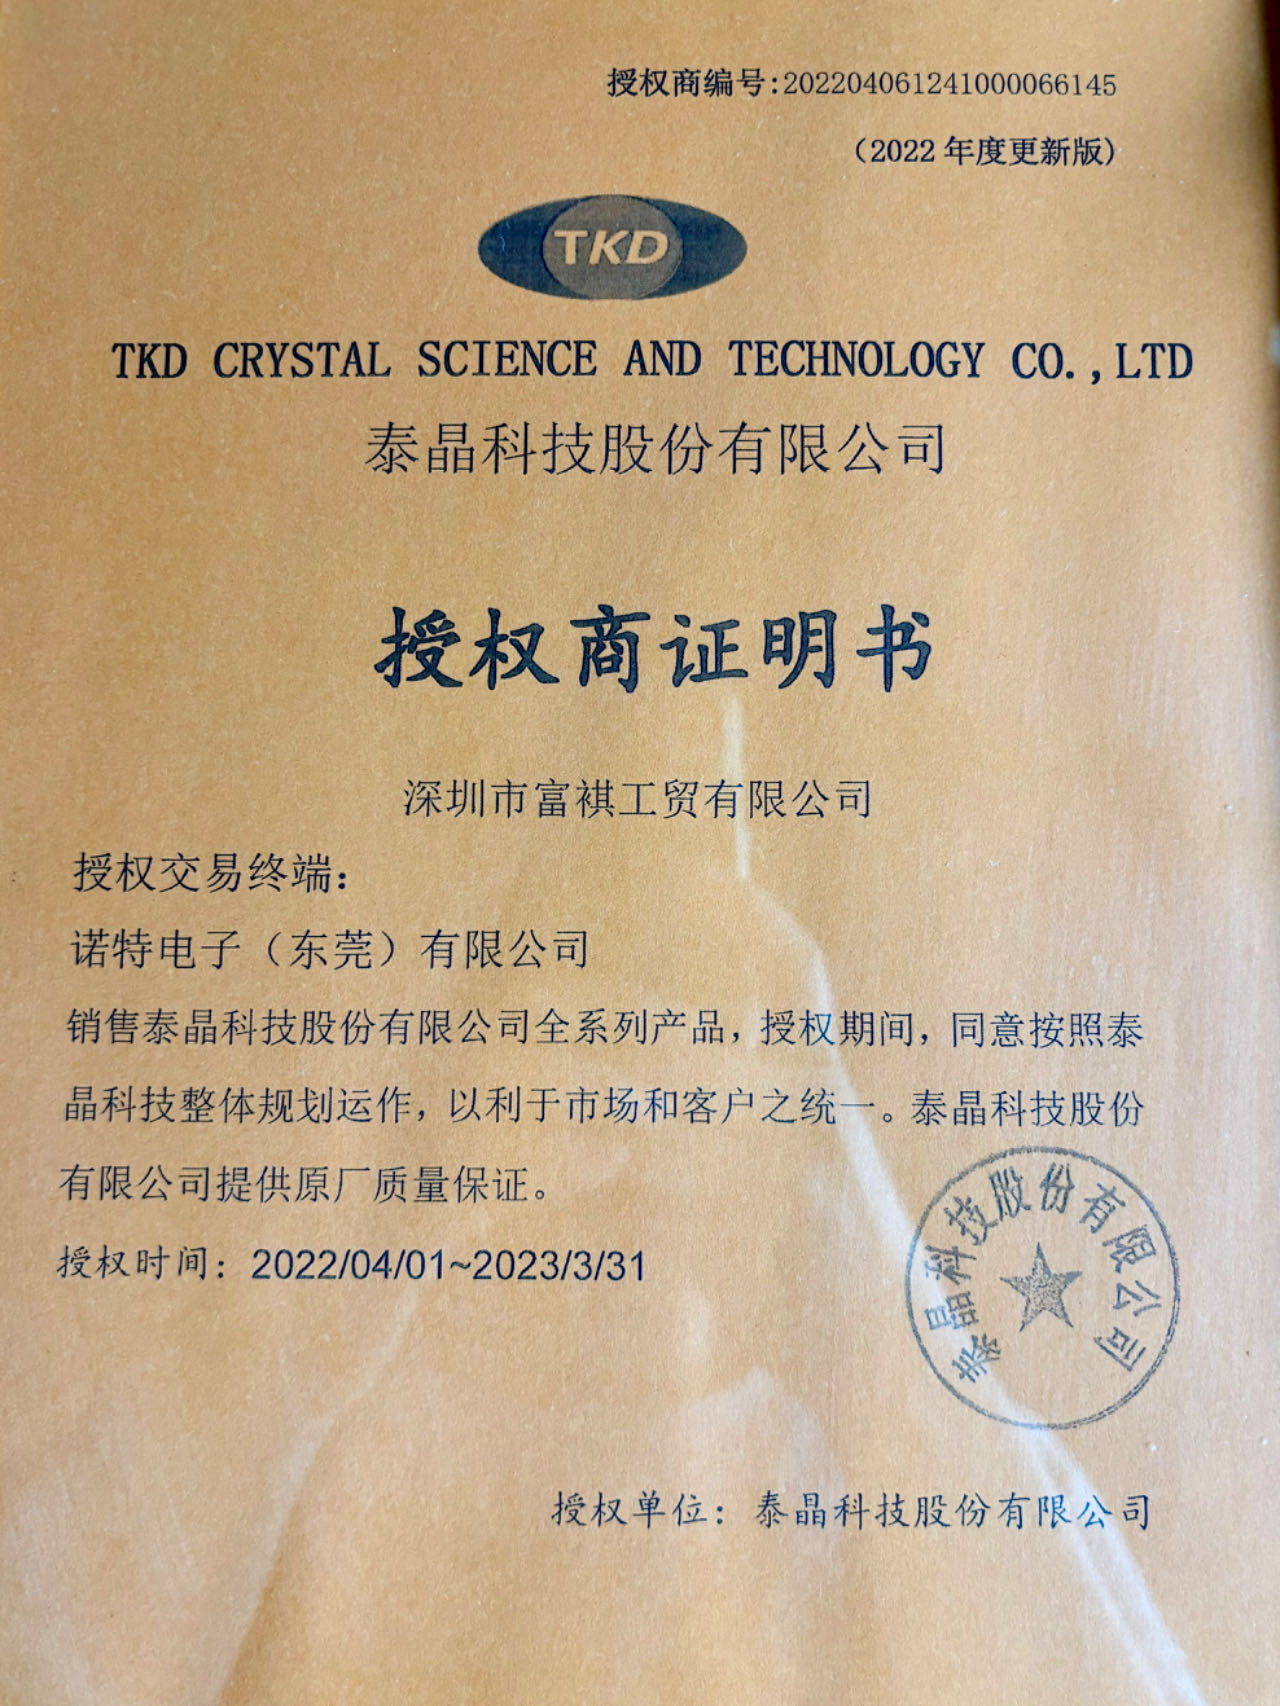 授权商编号:202204061241000066145
（2022 年度更新版）
TKD
TKD CRYSTAL SCIENCE AND TECHNOLOGY CO.,LTD
泰晶科技股份有限公司
授权商证明书
深圳市富祺工贸有限公司
授权交易终端：
诺特电子（东莞）有限公司
销售泰晶科技股份有限公司全系列产品，授权期间，同意按照泰
晶科技整体规划运作，以利于市场和客户之统一。泰晶科技股份
有限公司提供原厂质量保证。
授权时间：2022/04/01~2023/3/31
泰晶科技股份有限公司
授权单位：泰晶科技股份有限公司